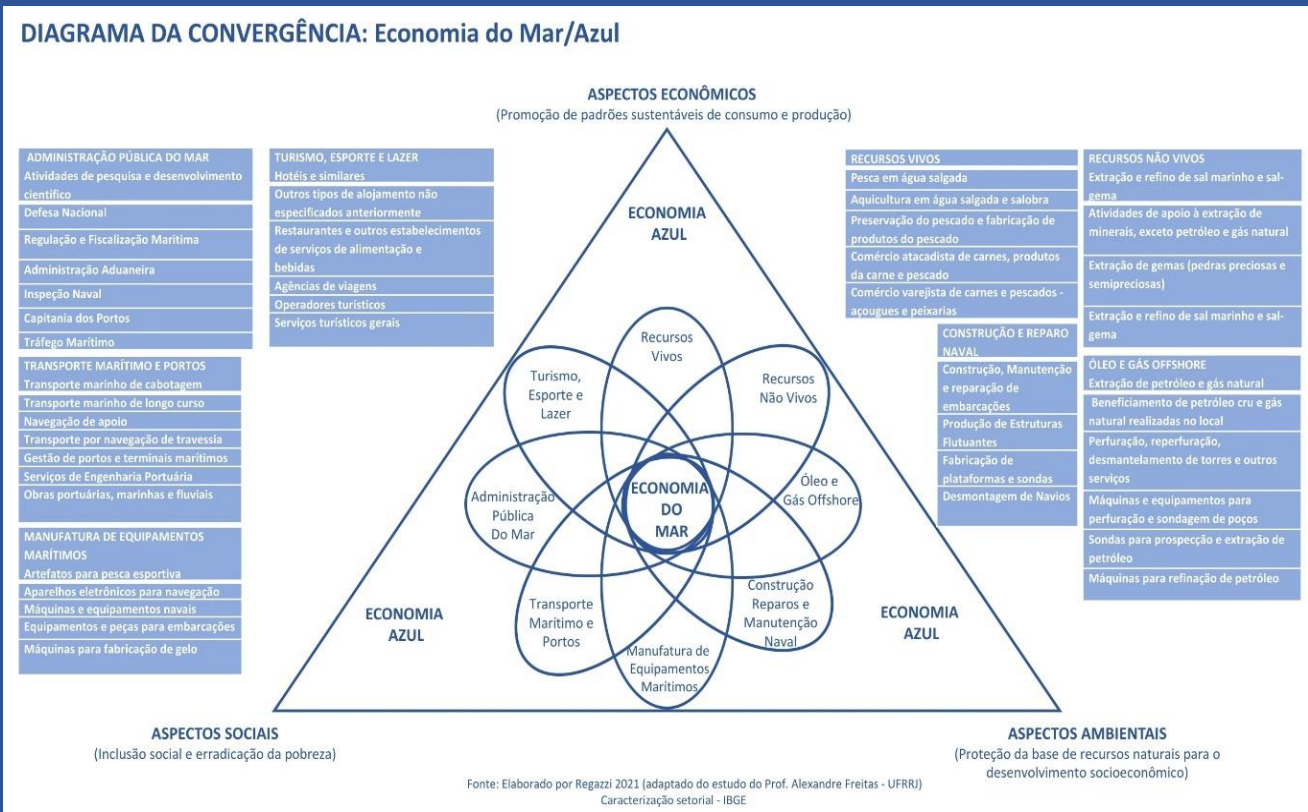 DIAGRAMA DA CONVERGÊNCIA: Economia do Mar/Azul
ASPECTOS ECONÔMICOS
(Promoção de padrões sustentáveis de consumo e produção)
ADMINISTRAÇÃO PÚBLICA DO MAR
Atividades de pesquisa e desenvolvimento
científico
Defesa Nacional
Regulação e Fiscalização Marítima
Administração Aduaneira
Inspeção Naval
Capitania dos Portos
Tráfego Marítimo
TRANSPORTE MARÍTIMO E PORTOS
Transporte marinho de cabotagem
Transporte marinho de longo curso
Navegação de apoio
Transporte por navegação de travessia
Gestão de portos e terminais marítimos
Serviços de Engenharia Portuária
Obras portuárias, marinhas e fluviais
MANUFATURA DE EQUIPAMENTOS
MARÍTIMOS
Artefatos para pesca esportiva
Aparelhos eletrônicos para navegação
Máquinas e equipamentos navais
Equipamentos e peças para embarcações
Máquinas para fabricação de gelo
TURISMO, ESPORTE E LAZER
Hotéis e similares
Outros tipos de alojamento não
especificados anteriormente
Restaurantes e outros estabelecimentos
de serviços de alimentação e
bebidas
Agências de viagens
Operadores turísticos
Serviços turísticos gerais
ECONOMIA
AZUL
Recursos
Vivos
Turismo,
Esporte e
Lazer
Recursos
Não Vivos
Administração
Pública
Do Mar
ECONOMIA
DO
MAR
Óleo e
Gás Offshore
Transporte
Marítimo e
Portos
Construção
Reparos e
Manutenção
Naval
Manufatura de
Equipamentos
Marítimos
ECONOMIA
AZUL
ECONOMIA
AZUL
RECURSOS VIVOS
Pesca em água salgada
Aquicultura em água salgada e salobra
Preservação do pescado e fabricação de
produtos do pescado
Comércio atacadista de carnes, produtos
da carne e pescado
Comércio varejista de carnes e pescados -
açougues e peixarias
CONSTRUÇÃO E REPARO
NAVAL
Construção, Manutenção
e reparação de
embarcações
Produção de Estruturas
Flutuantes
Fabricação de
plataformas e sondas
Desmontagem de Navios
RECURSOS NÃO VIVOS
Extração e refino de sal marinho e sal-
gema
Atividades de apoio à extração de
minerais, exceto petróleo e gás natural
Extração de gemas (pedras preciosas e
semipreciosas)
Extração e refino de sal marinho e sal-
gema
ÓLEO E GÁS OFFSHORE
Extração de petróleo e gás natural
Beneficiamento de petróleo cru e gás
natural realizadas no local
Perfuração, reperfuração,
desmantelamento de torres e outros
serviços
Máquinas e equipamentos para
perfuração e sondagem de poços
Sondas para prospecção e extração de
petróleo
Máquinas para refinação de petróleo
ASPECTOS SOCIAIS
(Inclusão social e erradicação da pobreza)
ASPECTOS AMBIENTAIS
(Proteção da base de recursos naturais para o
desenvolvimento socioeconômico)
Fonte: Elaborado por Regazzi 2021 (adaptado do estudo do Prof. Alexandre Freitas - UFRRJ)
Caracterização setorial - IBGE